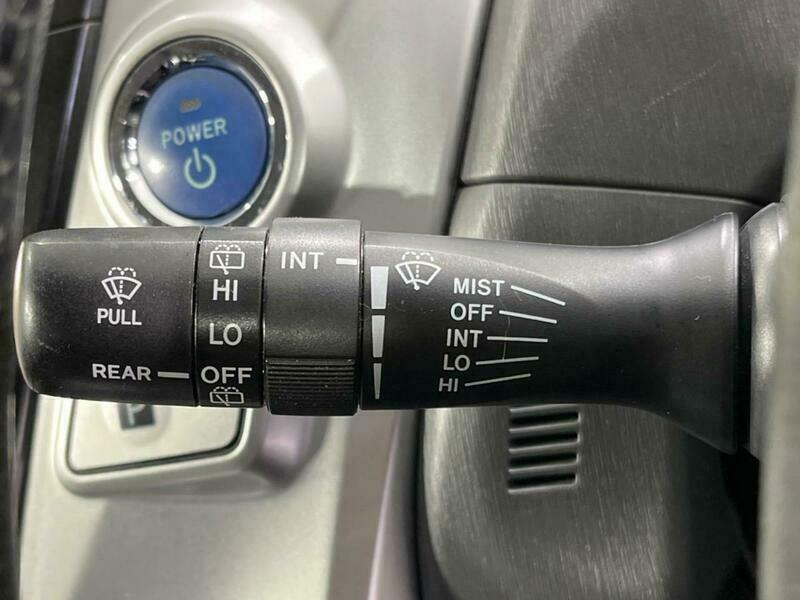 POWER
PULL
REAR
HI
LO
OFF
INT
MIST
OFF
INT
LO
HI
P